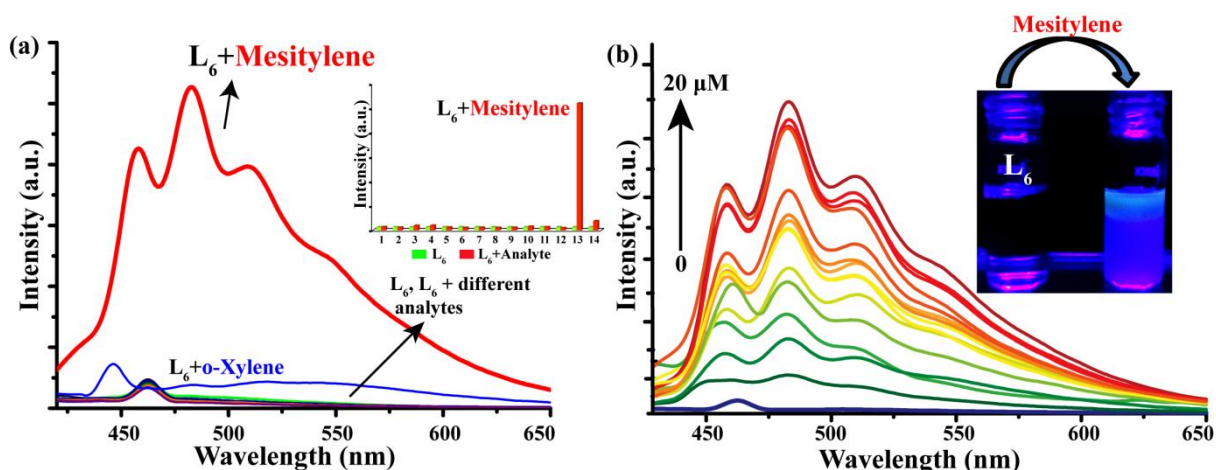 (a)
L₆+Mesitylene
L₆+Mesitylene
Intensity (a.u.)
1 2 3 4 5 6 7 8 9 10 11 12 13 14
L₆ L₆+Analyte
L₆, L₆ + different
analytes
L₆+o-Xylene
Intensity (a.u.)
450 500 550 600 650
Wavelength (nm)
(b)
Mesitylene
20 μM
0
L₆
Intensity (a.u.)
450 500 550 600 650
Wavelength (nm)